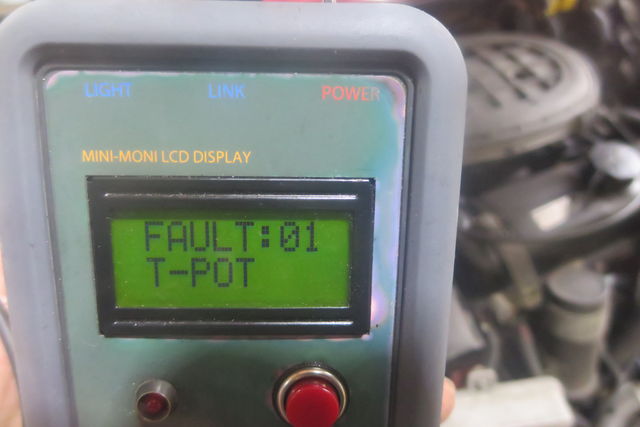 LIGHT LINK POWER
MINI-MONI LCD DISPLAY
FAULT:01
T-POT